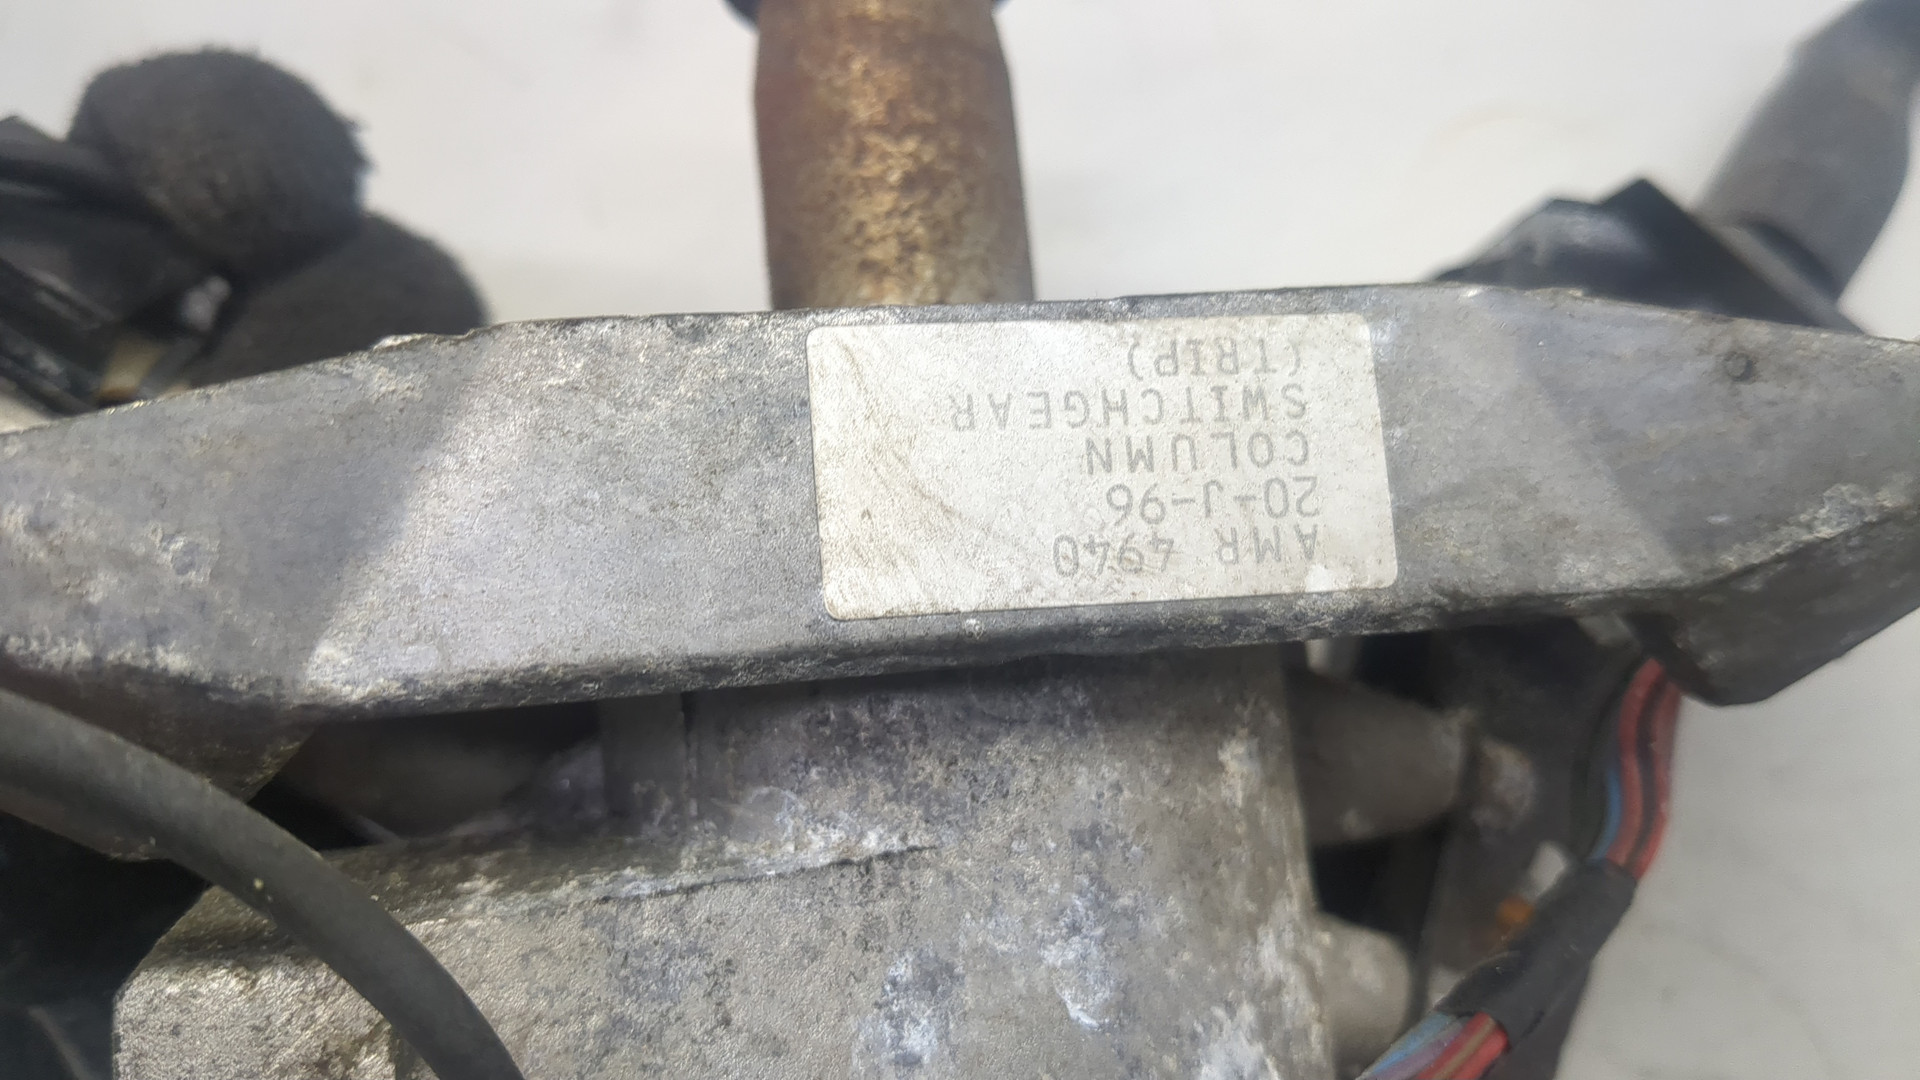 AMR 4940
20-J-96
COLUMN
SWITCHGEAR
(TRIP)